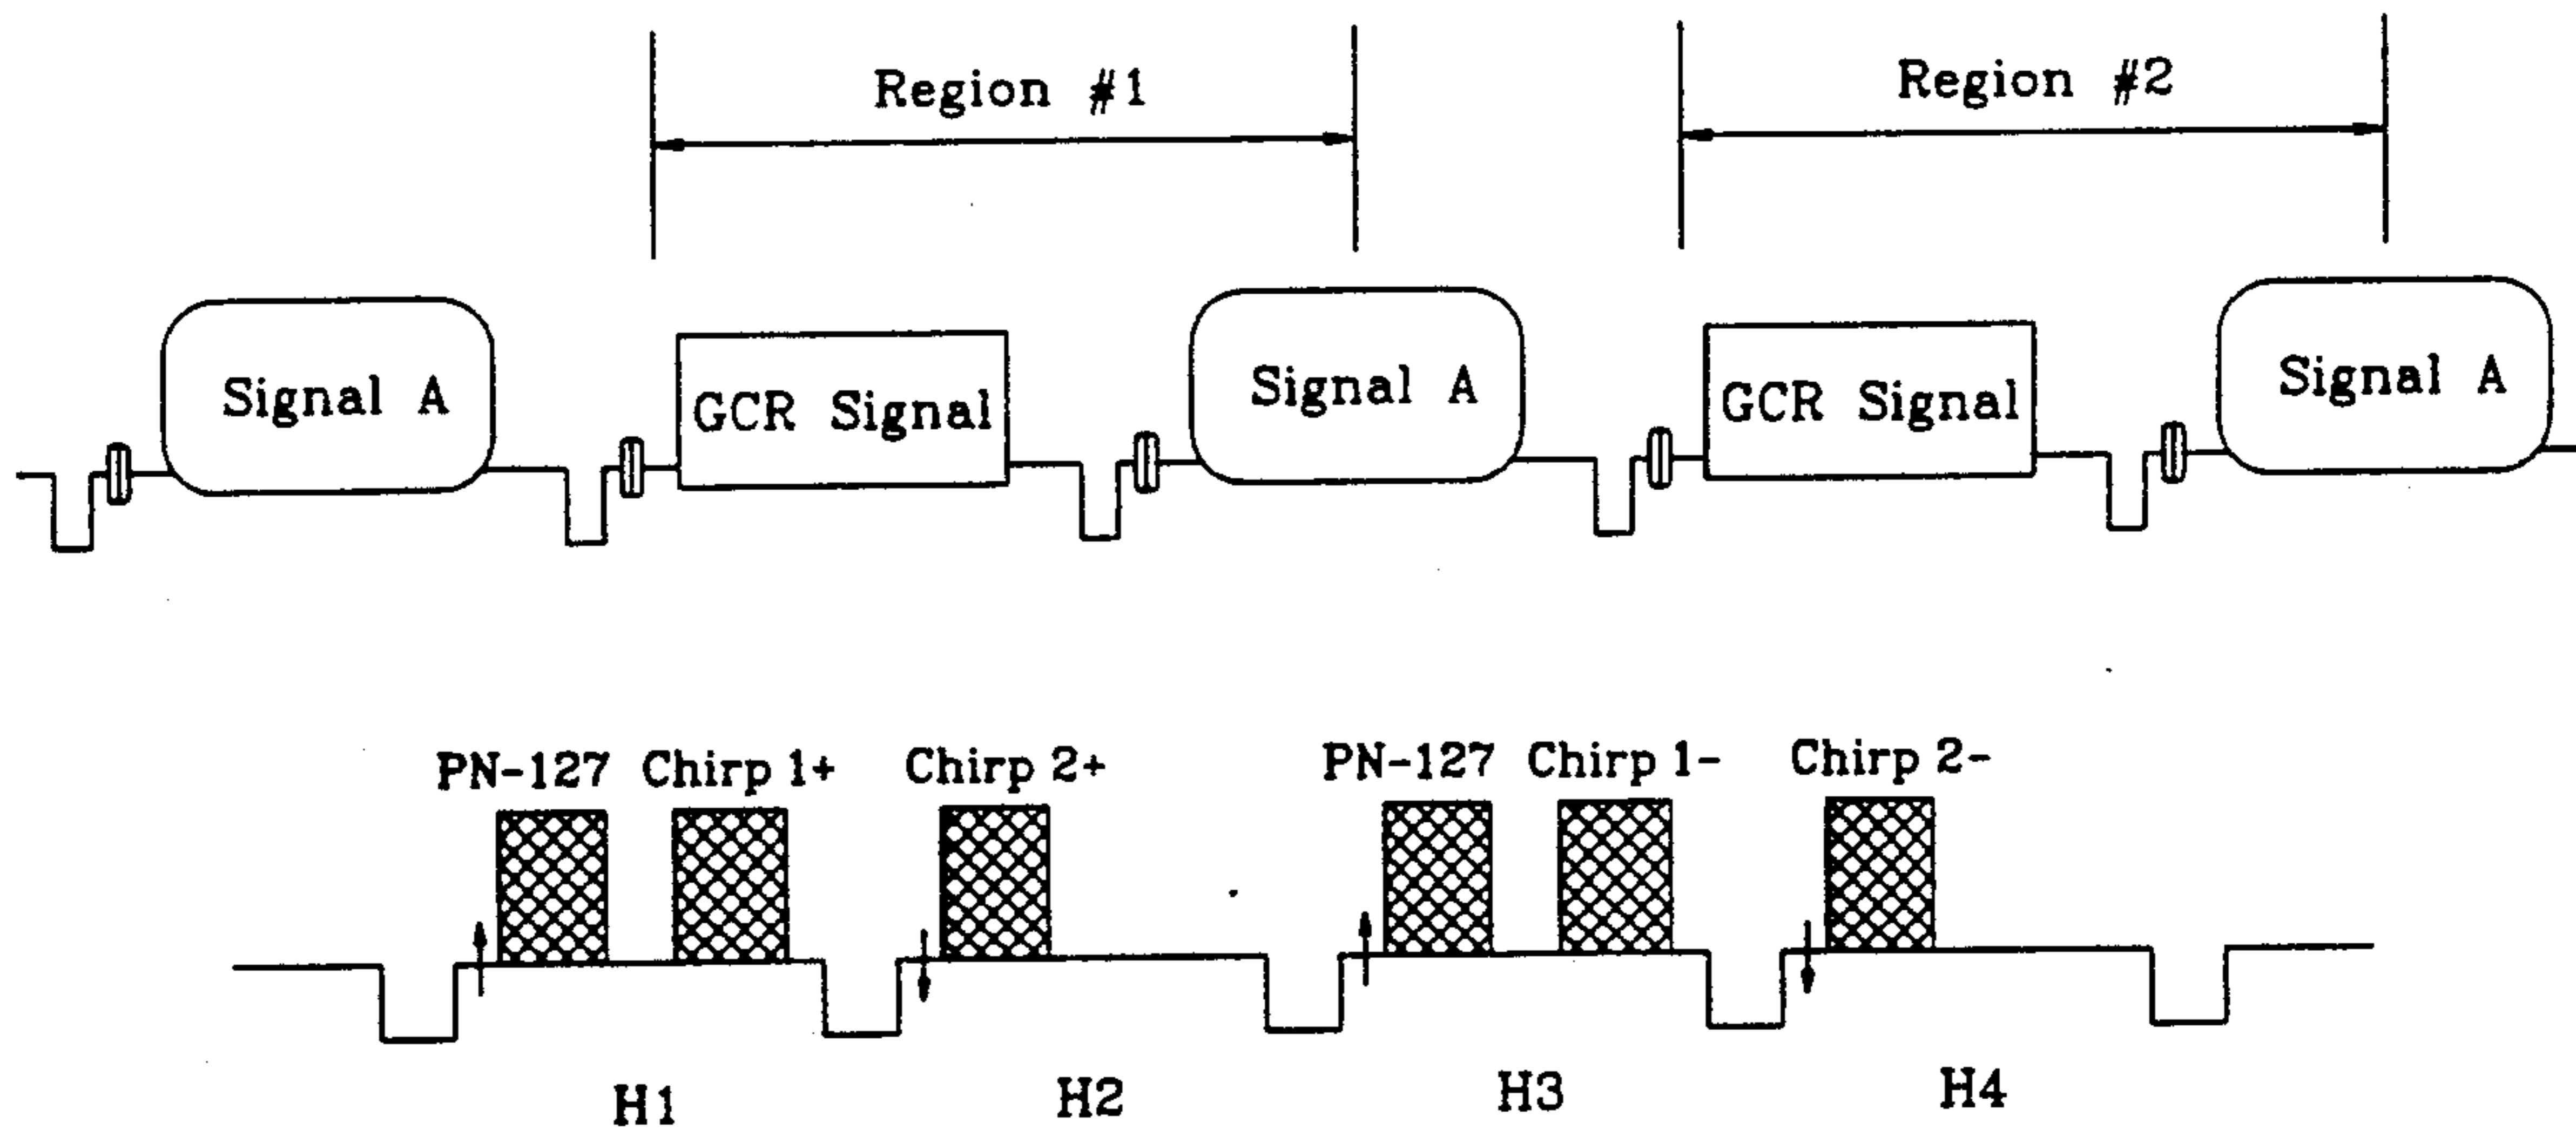 Region #1
Region #2
Signal A
GCR Signal
Signal A
GCR Signal
Signal A
PN-127
Chirp 1+
Chirp 2+
PN-127
Chirp 1-
Chirp 2-
H1
H2
H3
H4